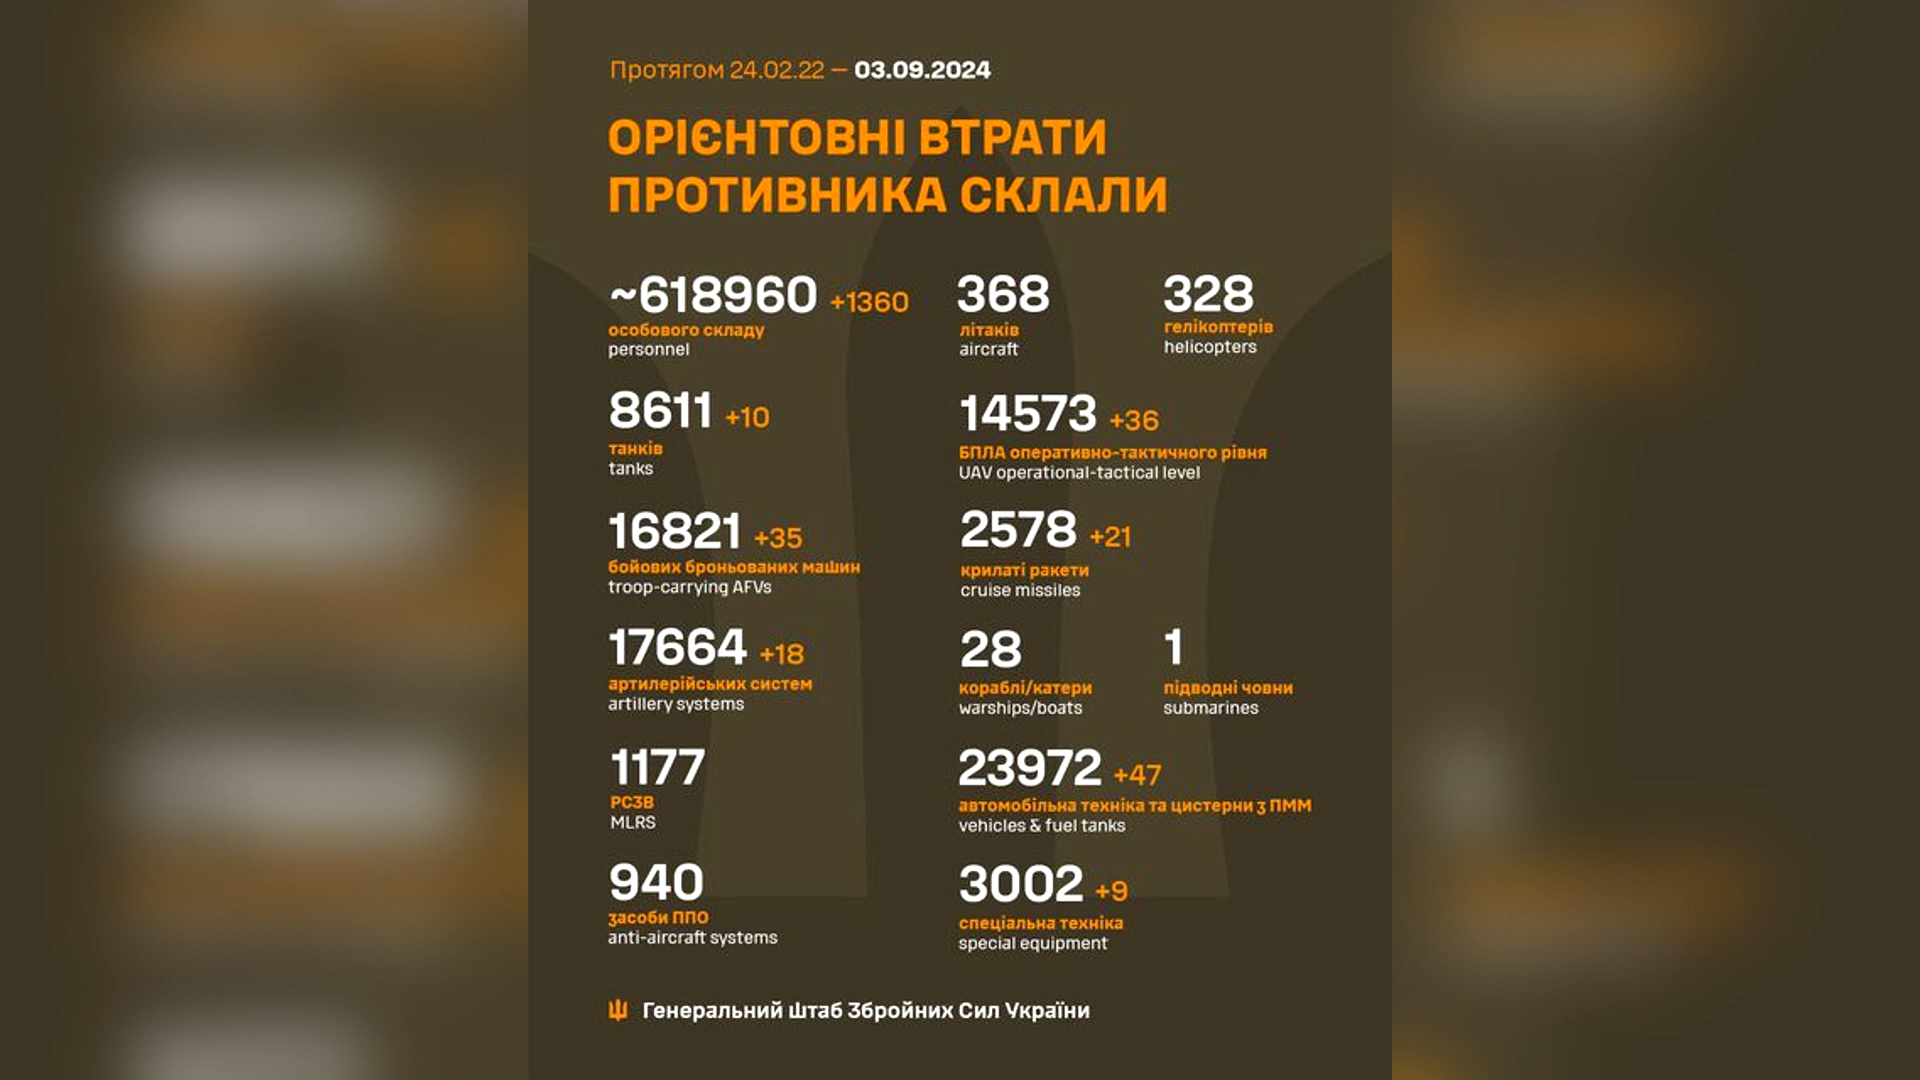 Протягом 24.02.22 — 03.09.2024
ОРІЄНТОВНІ ВТРАТИ
ПРОТИВНИКА СКЛАЛИ
~618960 +1360
особового складу
personnel
368
літаків
aircraft
328
гелікоптерів
helicopters
8611 +10
танків
tanks
14573 +36
БПЛА оперативно-тактичного рівня
UAV operational-tactical level
16821 +35
бойових броньованих машин
troop-carrying AFVs
2578 +21
крилаті ракети
cruise missiles
17664 +18
артилерійських систем
artillery systems
28
кораблі/катери
warships/boats
1
підводні човни
submarines
1177
РСЗВ
MLRS
23972 +47
автомобільна техніка та цистерни з ПММ
vehicles & fuel tanks
940
засоби ППО
anti-aircraft systems
3002 +9
спеціальна техніка
special equipment
Генеральний штаб Збройних Сил України